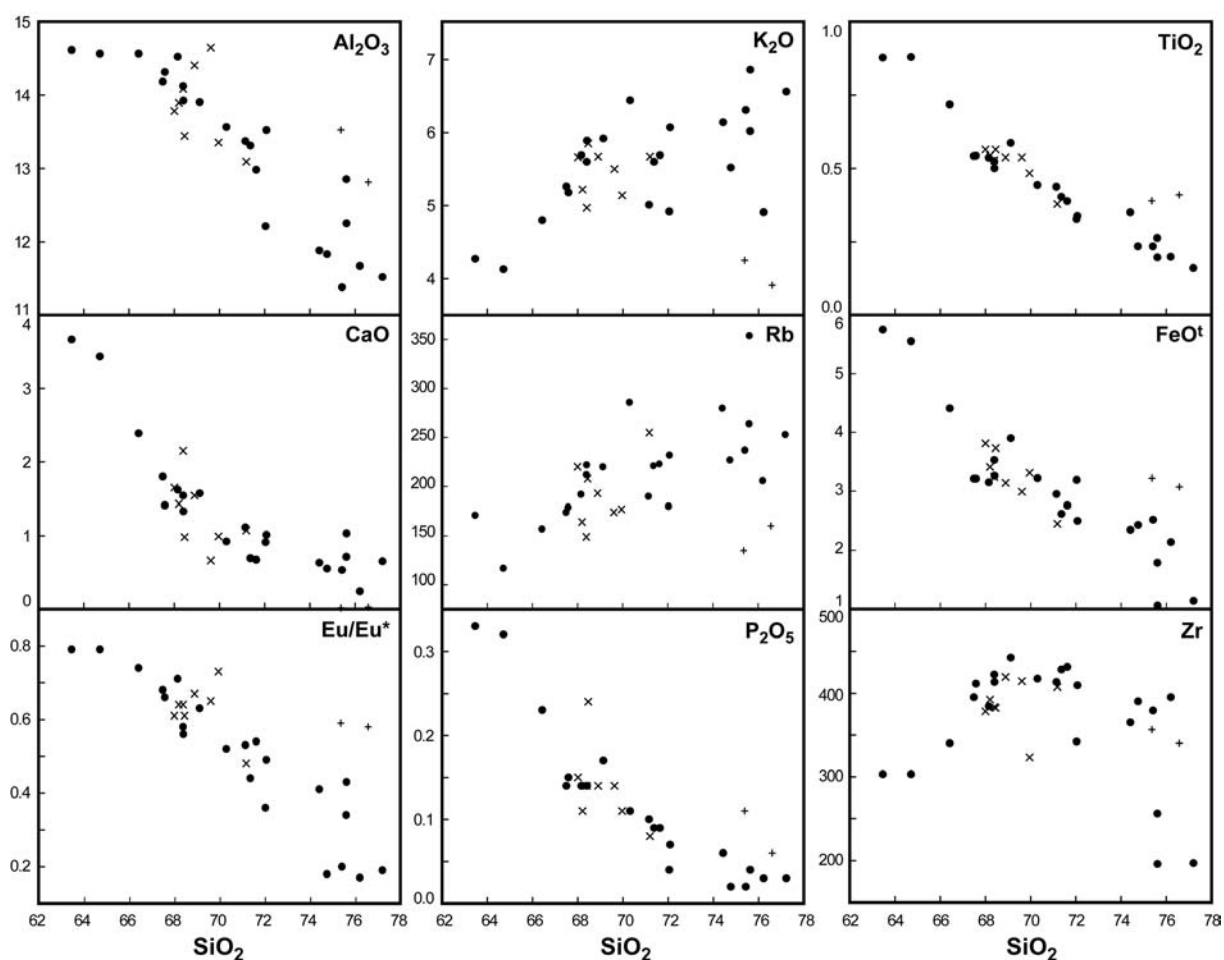 Al₂O₃
15
14
13
12
11
K₂O
7
6
5
4
TiO₂
1.0
0.5
0.0
CaO
4
3
2
1
0
Rb
350
300
250
200
150
100
FeOᵗ
6
5
4
3
2
1
Eu/Eu*
0.8
0.6
0.4
0.2
62 64 66 68 70 72 74 76 78
SiO₂
P₂O₅
0.3
0.2
0.1
0.0
62 64 66 68 70 72 74 76 78
SiO₂
Zr
500
400
300
200
62 64 66 68 70 72 74 76 78
SiO₂